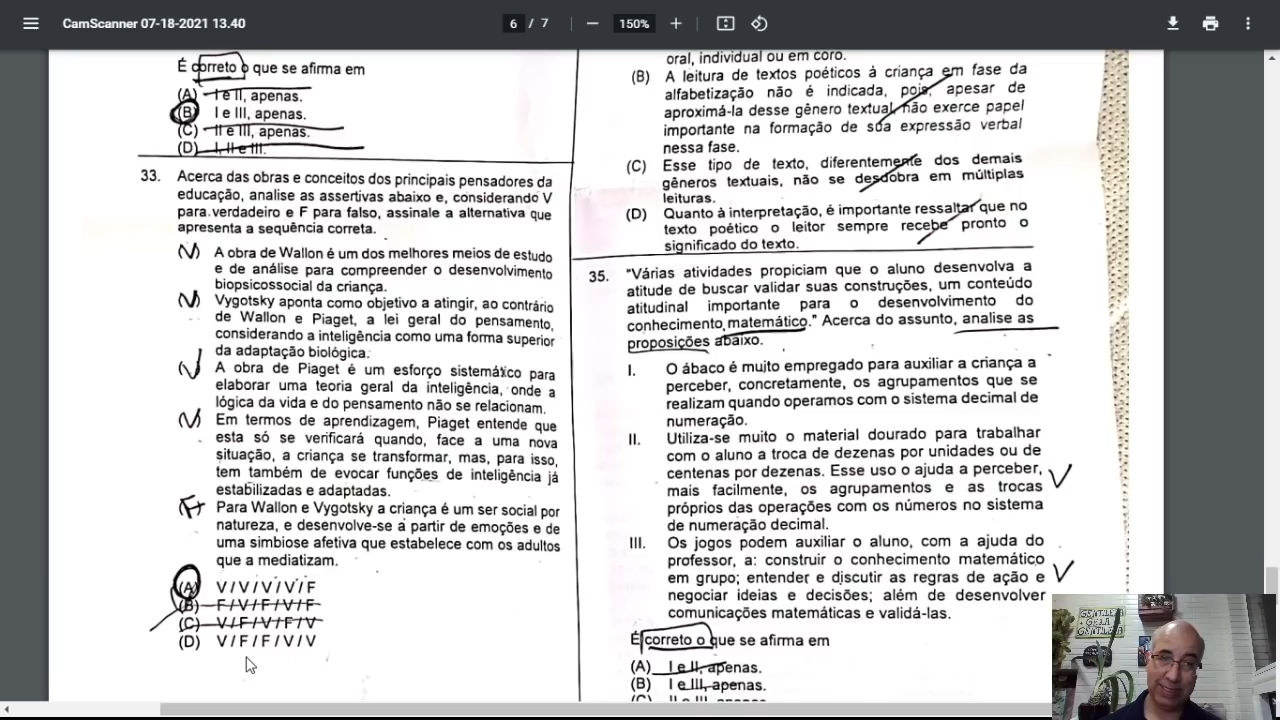 CamScanner 07-18-2021 13.40
6 / 7
150%
É correto o que se afirma em
(A) I e II, apenas.
(B) I e III, apenas.
(C) II e III, apenas.
(D) I, II e III.
33. Acerca das obras e conceitos dos principais pensadores da
educação, analise as assertivas abaixo e, considerando V
para verdadeiro e F para falso, assinale a alternativa que
apresenta a sequência correta.
(V) A obra de Wallon é um dos melhores meios de estudo
e de análise para compreender o desenvolvimento
biopsicossocial da criança.
(V) Vygotsky aponta como objetivo a atingir, ao contrário
de Wallon e Piaget, a lei geral do pensamento,
considerando a inteligência como uma forma superior
da adaptação biológica.
(V) A obra de Piaget é um esforço sistemático para
elaborar uma teoria geral da inteligência, onde a
lógica da vida e do pensamento não se relacionam.
(V) Em termos de aprendizagem, Piaget entende que
esta só se verificará quando, face a uma nova
situação, a criança se transformar, mas, para isso,
tem também de evocar funções de inteligência já
estabilizadas e adaptadas.
(F) Para Wallon e Vygotsky a criança é um ser social por
natureza, e desenvolve-se a partir de emoções e de
uma simbiose afetiva que estabelece com os adultos
que a mediatizam.
(A) V / V / V / V / F
(B) F / V / F / V / F
(C) V / F / V / F / V
(D) V / F / F / V / V
oral, individual ou em coro.
(B) A leitura de textos poéticos à criança em fase da
alfabetização não é indicada, pois, apesar de
aproximá-la desse gênero textual, não exerce papel
importante na formação de sua expressão verbal
nessa fase.
(C) Esse tipo de texto, diferentemente dos demais
gêneros textuais, não se desdobra em múltiplas
leituras.
(D) Quanto à interpretação, é importante ressaltar que no
texto poético o leitor sempre recebe pronto o
significado do texto.
35. "Várias atividades propiciam que o aluno desenvolva a
atitude de buscar validar suas construções, um conteúdo
atitudinal importante para o desenvolvimento do
conhecimento matemático." Acerca do assunto, analise as
proposições abaixo.
I. O ábaco é muito empregado para auxiliar a criança a
perceber, concretamente, os agrupamentos que se
realizam quando operamos com o sistema decimal de
numeração.
II. Utiliza-se muito o material dourado para trabalhar
com o aluno a troca de dezenas por unidades ou de
centenas por dezenas. Esse uso o ajuda a perceber,
mais facilmente, os agrupamentos e as trocas
próprios das operações com os números no sistema
de numeração decimal.
III. Os jogos podem auxiliar o aluno, com a ajuda do
professor, a: construir o conhecimento matemático
em grupo; entender e discutir as regras de ação e
negociar ideias e decisões; além de desenvolver
comunicações matemáticas e validá-las.
É correto o que se afirma em
(A) I e II, apenas.
(B) I e III, apenas.
GENTILEZA
GERA
GENTILEZA